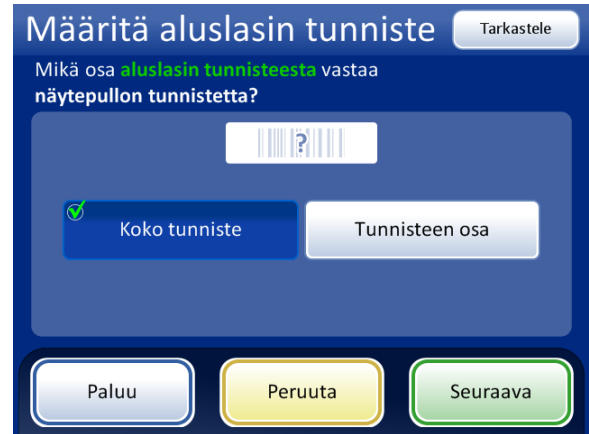 Määritä aluslasin tunniste
Tarkastele
Mikä osa aluslasin tunnisteesta vastaa
näytepullon tunnistetta?
?
Koko tunniste
Tunnisteen osa
Paluu
Peruuta
Seuraava